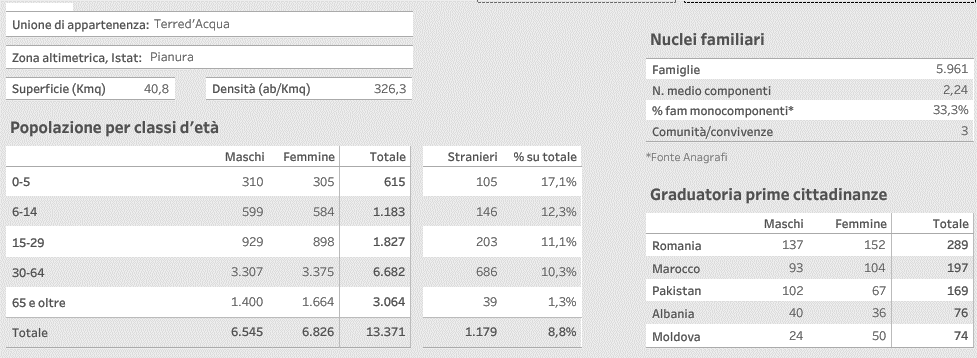 Unione di appartenenza: Terred'Acqua
Zona altimetrica, Istat: Pianura
Superficie (Kmq) 40,8 Densità (ab/Kmq) 326,3
Popolazione per classi d'età
Maschi Femmine Totale Stranieri % su totale
0-5 310 305 615 105 17,1%
6-14 599 584 1.183 146 12,3%
15-29 929 898 1.827 203 11,1%
30-64 3.307 3.375 6.682 686 10,3%
65 e oltre 1.400 1.664 3.064 39 1,3%
Totale 6.545 6.826 13.371 1.179 8,8%
Nuclei familiari
Famiglie 5.961
N. medio componenti 2,24
% fam monocomponenti* 33,3%
Comunità/convivenze 3
*Fonte Anagrafi
Graduatoria prime cittadinanze
Maschi Femmine Totale
Romania 137 152 289
Marocco 93 104 197
Pakistan 102 67 169
Albania 40 36 76
Moldova 24 50 74